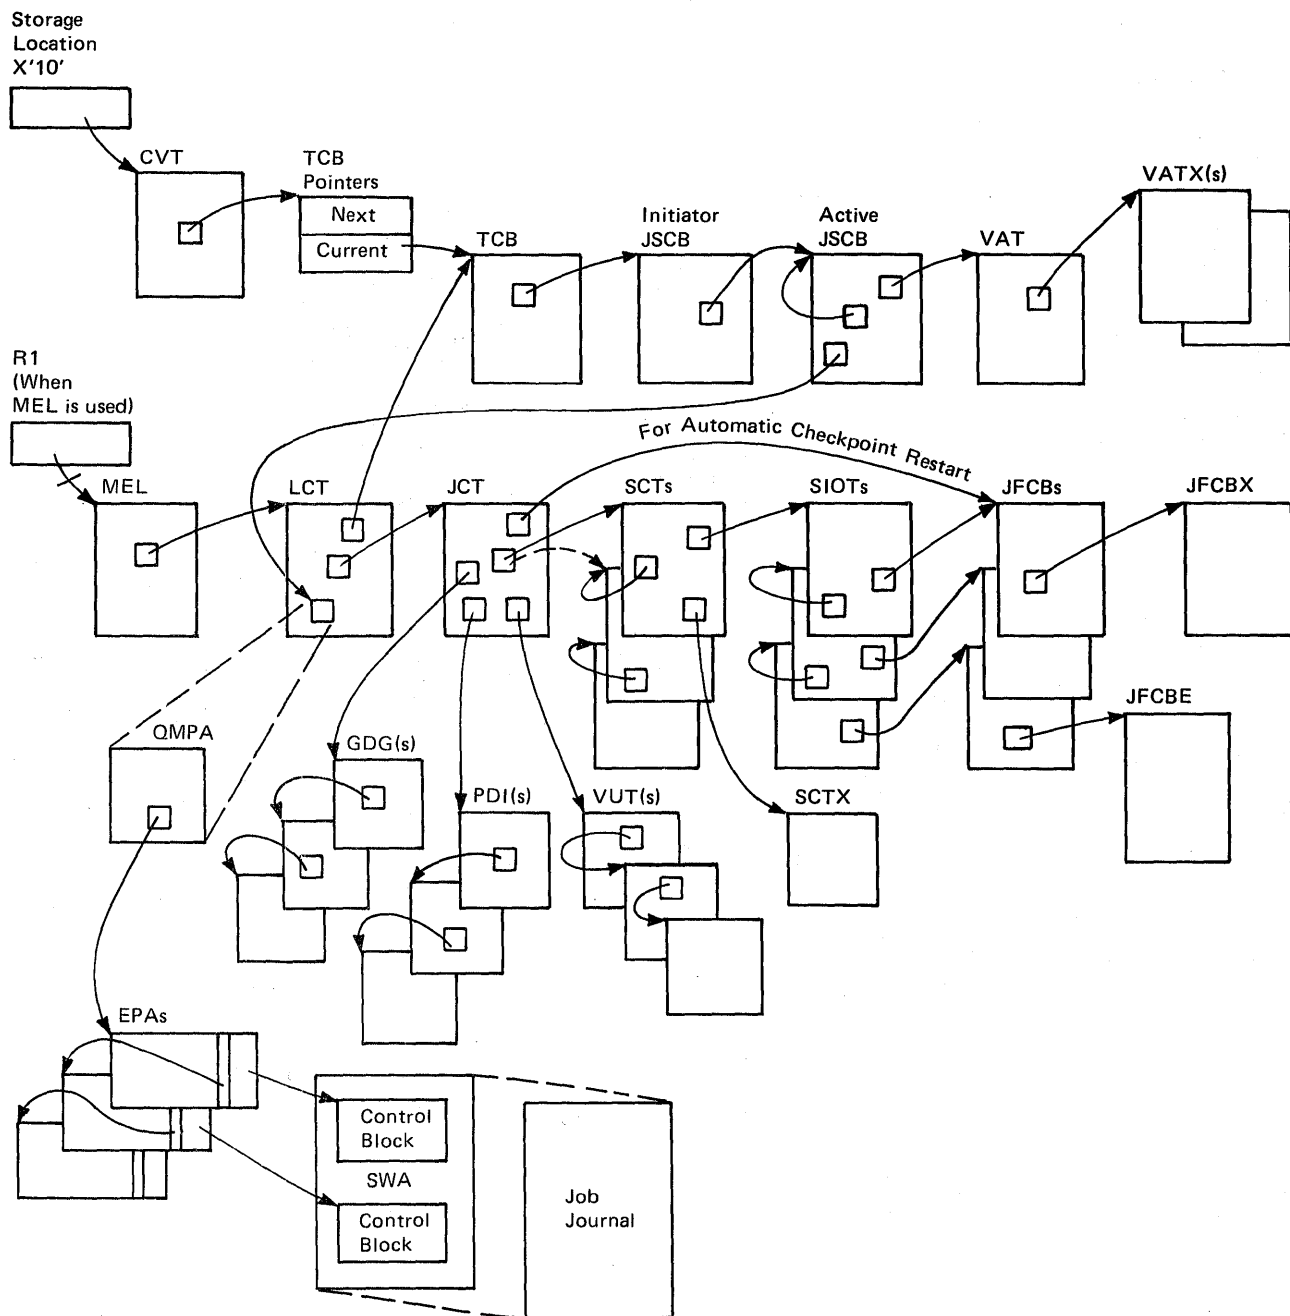 Storage
Location
X'10'
CVT
TCB
Pointers
Next
Current
TCB
Initiator
JSCB
Active
JSCB
VAT
VATX(s)
R1
(When
MEL is used)
For Automatic Checkpoint Restart
MEL
LCT
JCT
SCTs
SIOTs
JFCBs
JFCBX
QMPA
GDG(s)
PDI(s)
VUT(s)
SCTX
JFCBE
EPAs
Control
Block
SWA
Control
Block
Job
Journal